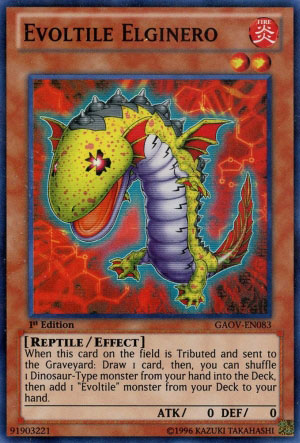 Evoltile Elginero
FIRE
炎
1st Edition
GAOV-EN083
[Reptile / Effect]
When this card on the field is Tributed and sent
to the Graveyard: Draw 1 card, then, you can shuffle
1 Dinosaur-Type monster from your hand into the Deck,
then add 1 "Evoltile" monster from your Deck to your
hand.
ATK/ 0 DEF/ 0
91903221
©1996 KAZUKI TAKAHASHI